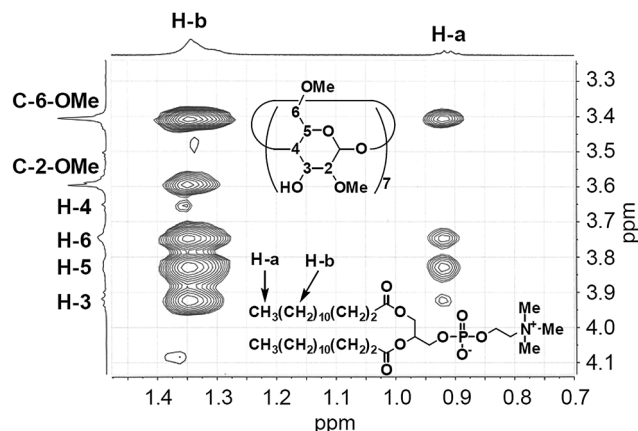 H-b
H-a
C-6-OMe
C-2-OMe
H-4
H-6
H-5
H-3
3.3
3.4
3.5
3.6
3.7
3.8
3.9
4.0
4.1
ppm
OMe
6
5
O
4
O
3
2
HO
OMe
7
H-a
H-b
CH₃(CH₂)₁₀(CH₂)₂
O
O
CH₃(CH₂)₁₀(CH₂)₂
O
O
O
O
P
O
O⁻
Me
N⁺
Me
Me
1.4 1.3 1.2 1.1 1.0 0.9 0.8 0.7
ppm